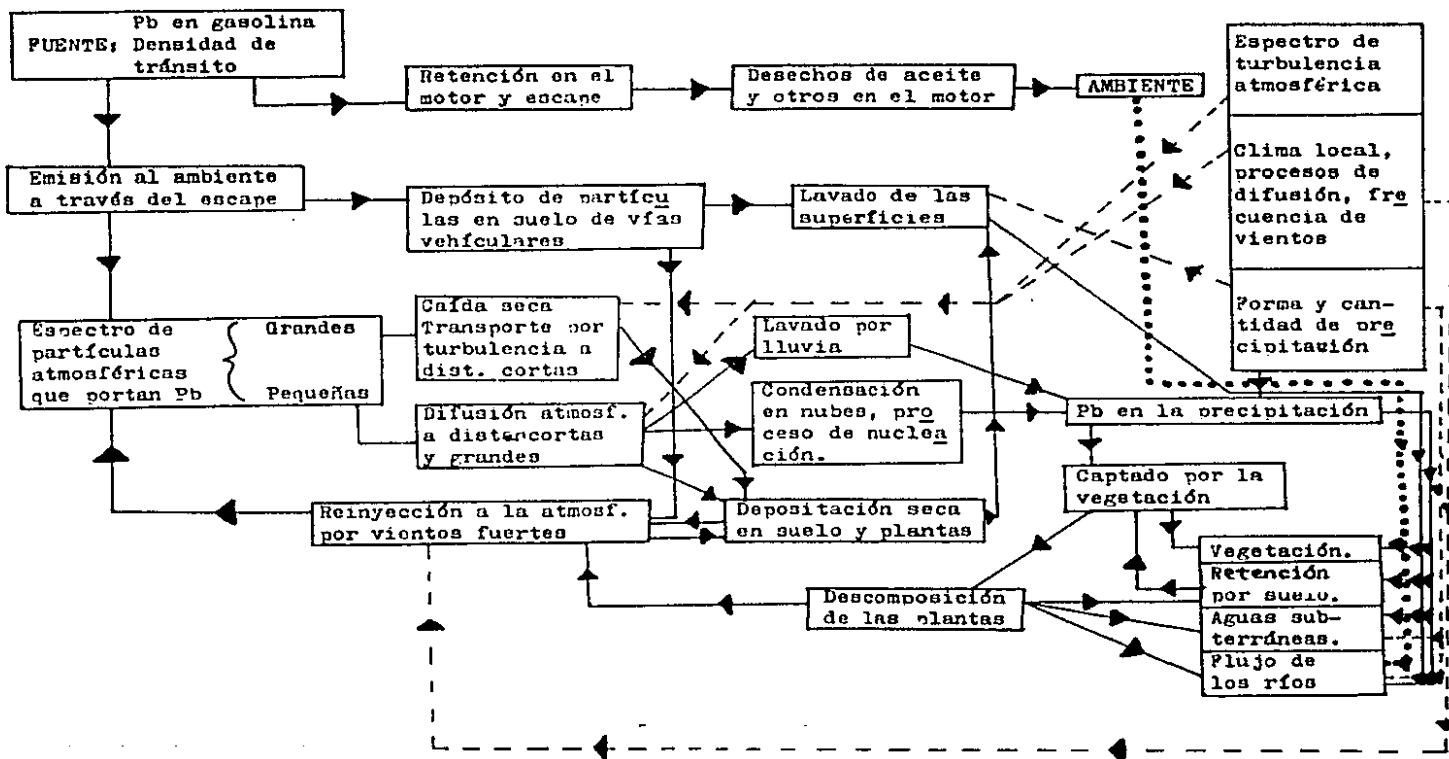 Pb en gasolina
FUENTE: Densidad de
tránsito
Retención en el
motor y escape
Desechos de aceite
y otros en el motor
AMBIENTE
Espectro de
turbulencia
atmosférica
Emisión al ambiente
a través del escape
Depósito de partícu
las en suelo de vías
vehículares
Lavado de las
superficies
Clima local,
procesos de
difusión, fre
cuencia de
vientos
Espectro de
partículas
atmosféricas
que portan Pb
Grandes
Pequeñas
Caída seca
Transporte por
turbulencia a
dist. cortas
Lavado por
lluvia
Forma y can-
tidad de pre
cipitación
Difusión atmosf.
a distancortas
y grandes
Condensación
en nubes, pro
ceso de nuclea
ción.
Pb en la precipitación
Captado por la
vegetación
Reinyección a la atmosf.
por vientos fuertes
Depositación seca
en suelo y plantas
Descomposición
de las plantas
Vegetación.
Retención
por suelo.
Aguas sub-
terráneas.
Flujo de
los ríos